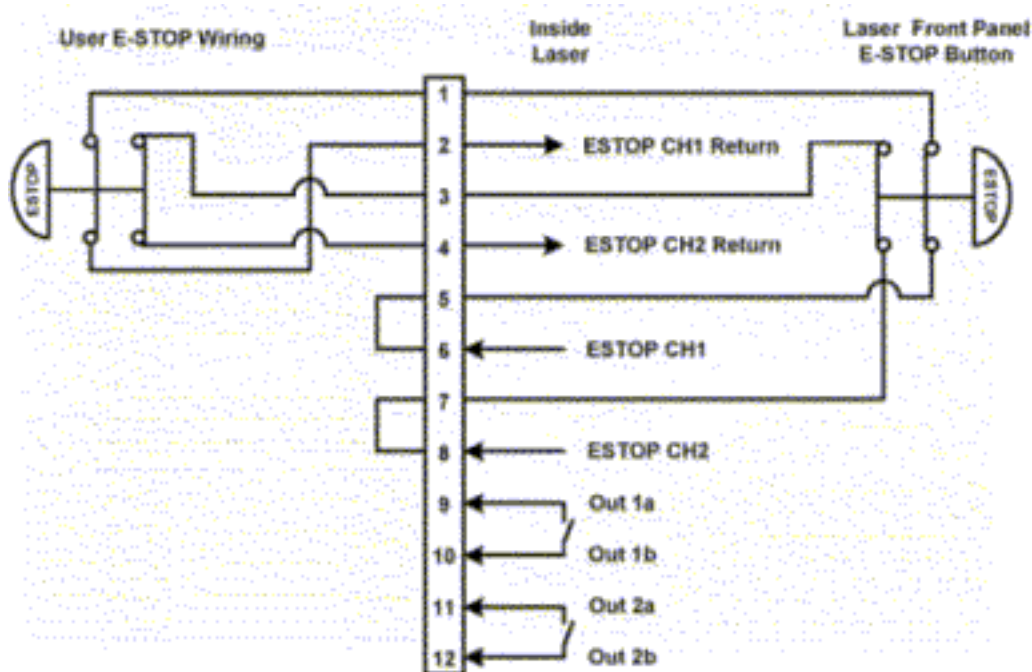 User E-STOP Wiring
Inside
Laser
Laser Front Panel
E-STOP Button
1
2
ESTOP CH1 Return
3
ESTOP
ESTOP
4
ESTOP CH2 Return
5
6
ESTOP CH1
7
8
ESTOP CH2
9
Out 1a
10
Out 1b
11
Out 2a
12
Out 2b